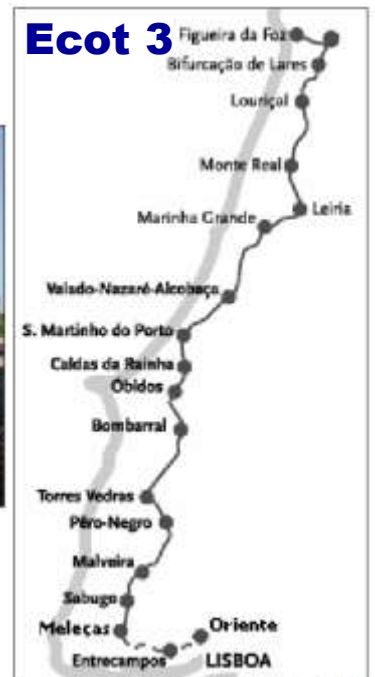 Ecot 3
Figueira da Foz
Bifurcação de Lares
Louriçal
Monte Real
Leiria
Marinha Grande
Valado-Nazaré-Alcobaça
S. Martinho do Porto
Caldas da Rainha
Óbidos
Bombarral
Torres Vedras
Pêro-Negro
Malveira
Sabugo
Meleças
Oriente
Entrecampos
LISBOA